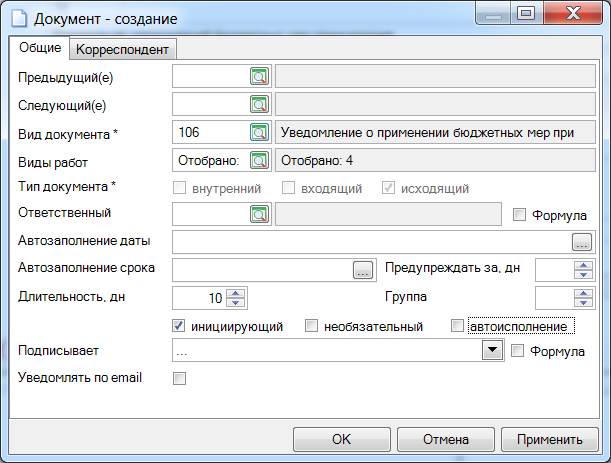 Документ - создание
Общие Корреспондент
Предыдущий(е)
Следующий(е)
Вид документа * 106 Уведомление о применении бюджетных мер при
Виды работ Отобрано: Отобрано: 4
Тип документа * внутренний входящий исходящий
Ответственный Формула
Автозаполнение даты ...
Автозаполнение срока ... Предупреждать за, дн
Длительность, дн 10 Группа
инициирующий необязательный автоисполнение
Подписывает ... Формула
Уведомлять по email
OK Отмена Применить